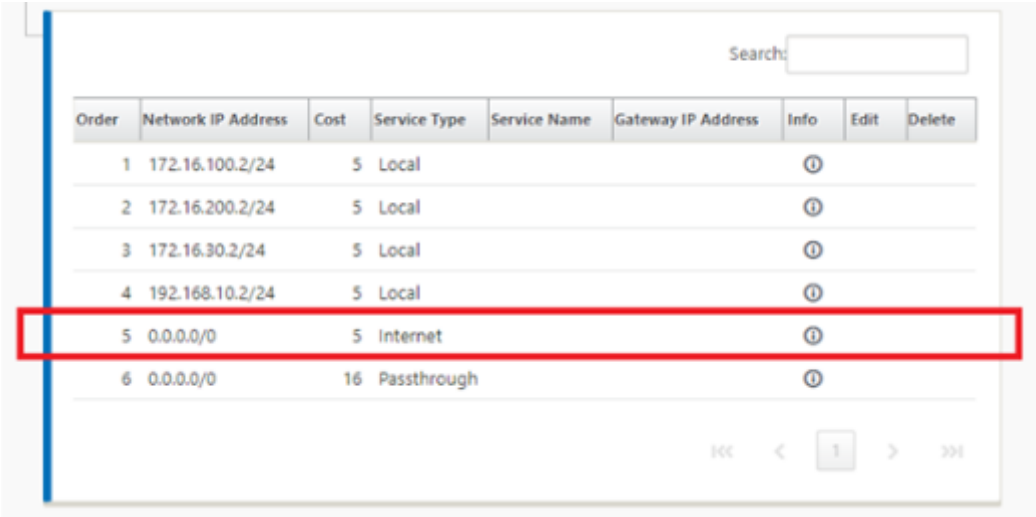 Search:
Order Network IP Address Cost Service Type Service Name Gateway IP Address Info Edit Delete
1 172.16.100.2/24 5 Local
2 172.16.200.2/24 5 Local
3 172.16.30.2/24 5 Local
4 192.168.10.2/24 5 Local
5 0.0.0.0/0 5 Internet
6 0.0.0.0/0 16 Passthrough
1